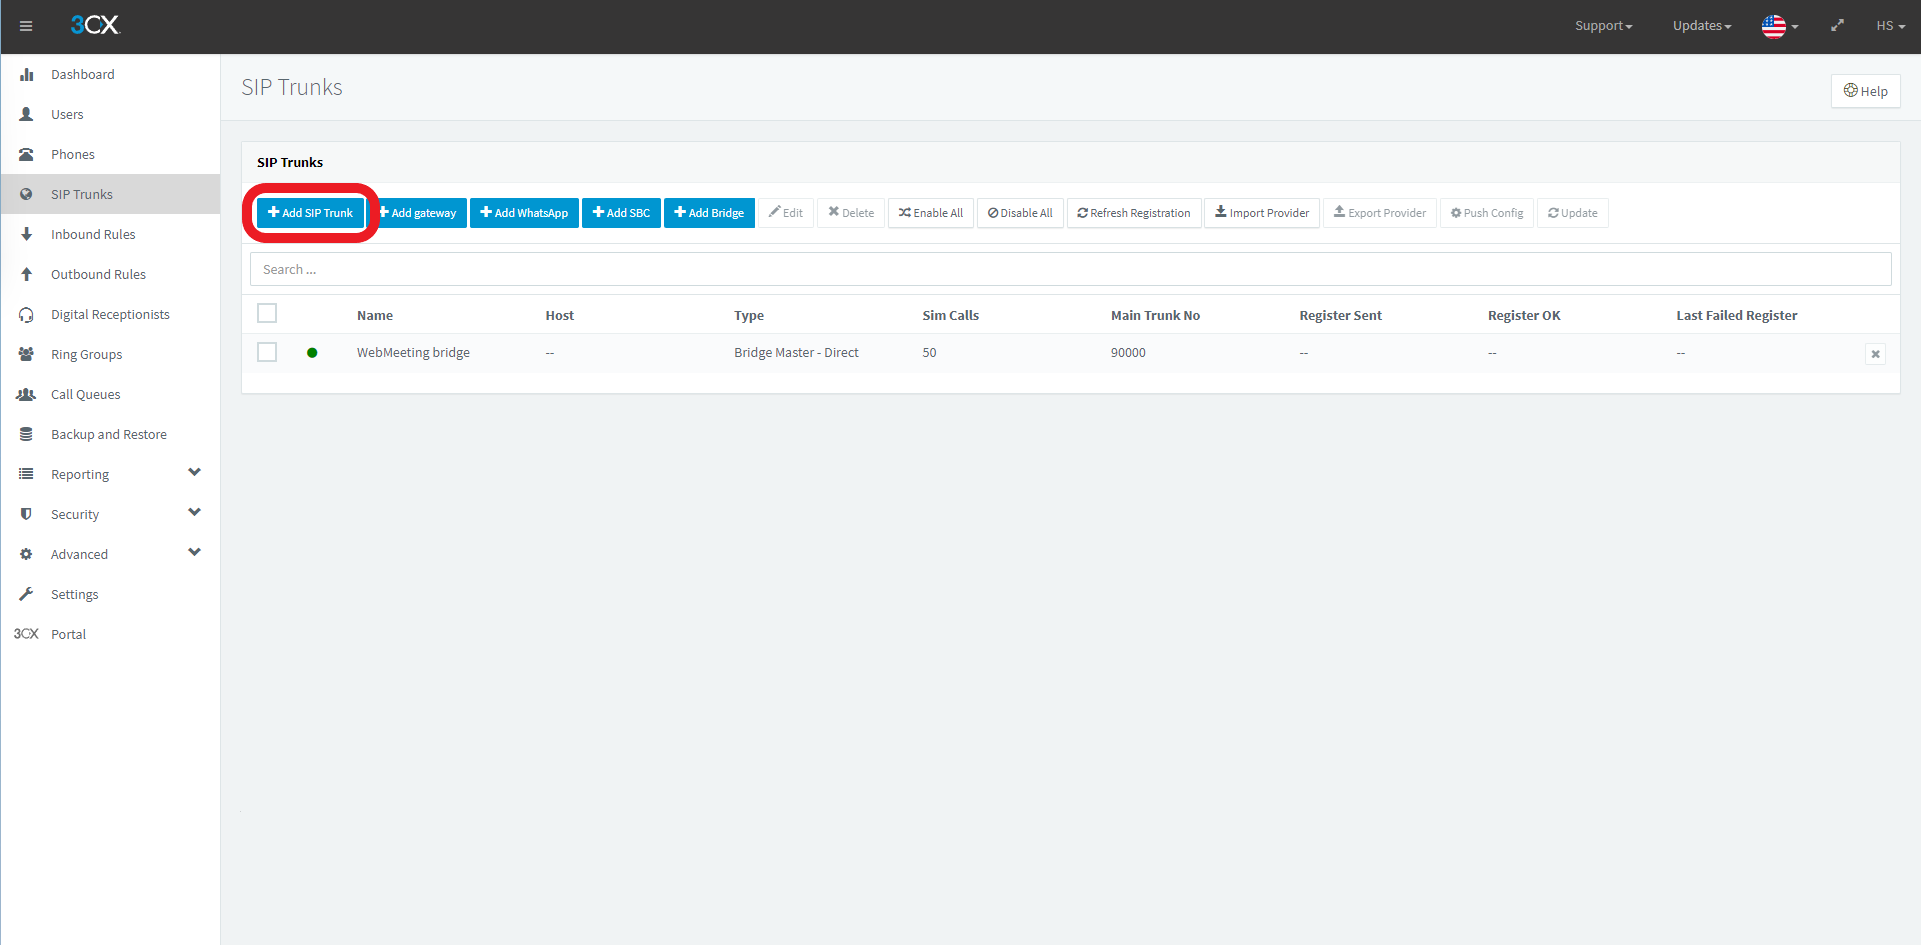 3CX
Support
Updates
HS
Dashboard
Users
Phones
SIP Trunks
Inbound Rules
Outbound Rules
Digital Receptionists
Ring Groups
Call Queues
Backup and Restore
Reporting
Security
Advanced
Settings
3CX Portal
SIP Trunks
Help
SIP Trunks
Add SIP Trunk Add gateway Add WhatsApp Add SBC Add Bridge Edit Delete Enable All Disable All Refresh Registration Import Provider Export Provider Push Config Update
Search ...
Name Host Type Sim Calls Main Trunk No Register Sent Register OK Last Failed Register
WebMeeting bridge -- Bridge Master - Direct 50 90000 -- -- --